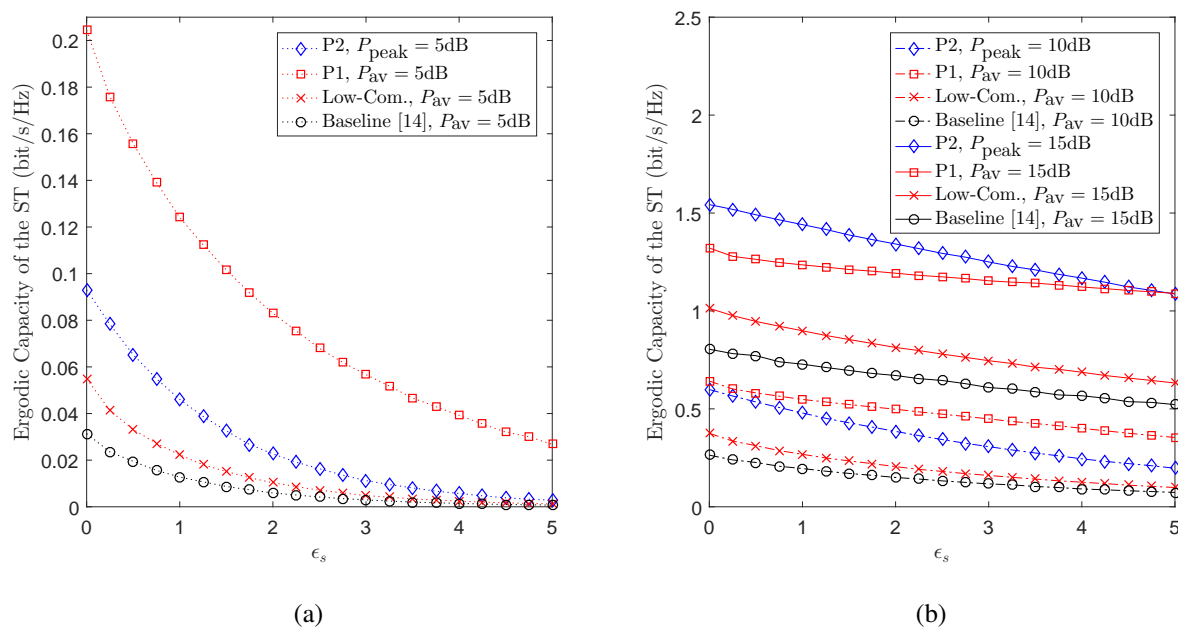 Ergodic Capacity of the ST (bit/s/Hz)
0.2
0.18
0.16
0.14
0.12
0.1
0.08
0.06
0.04
0.02
0
P2, P_peak = 5dB
P1, P_av = 5dB
Low-Com., P_av = 5dB
Baseline [14], P_av = 5dB
0 1 2 3 4 5
ϵ_s
(a)
Ergodic Capacity of the ST (bit/s/Hz)
2.5
2
1.5
1
0.5
0
P2, P_peak = 10dB
P1, P_av = 10dB
Low-Com., P_av = 10dB
Baseline [14], P_av = 10dB
P2, P_peak = 15dB
P1, P_av = 15dB
Low-Com., P_av = 15dB
Baseline [14], P_av = 15dB
0 1 2 3 4 5
ϵ_s
(b)